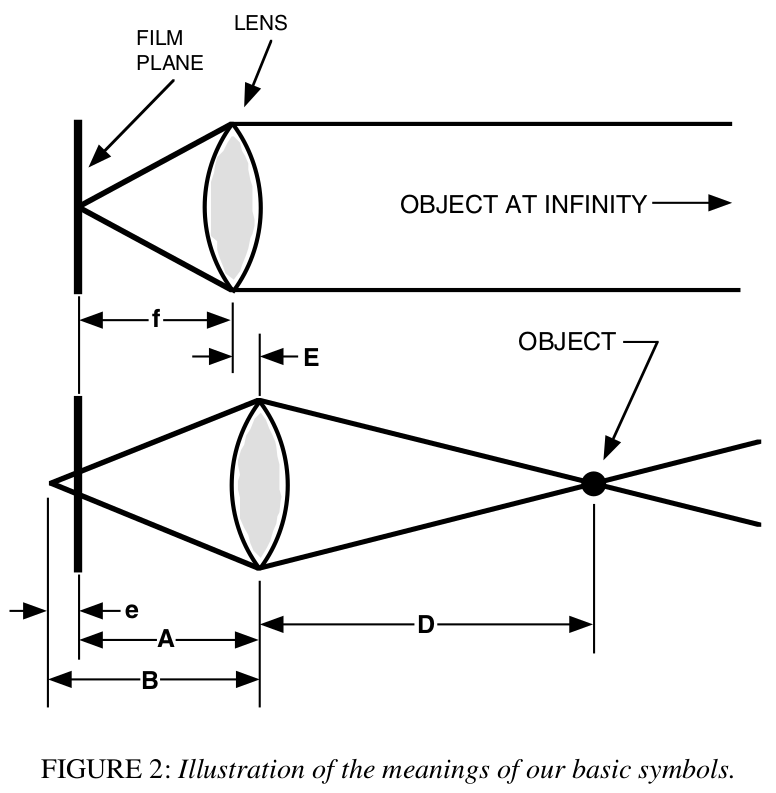 LENS
FILM
PLANE
OBJECT AT INFINITY
f
E
OBJECT
e
A
D
B
FIGURE 2: Illustration of the meanings of our basic symbols.